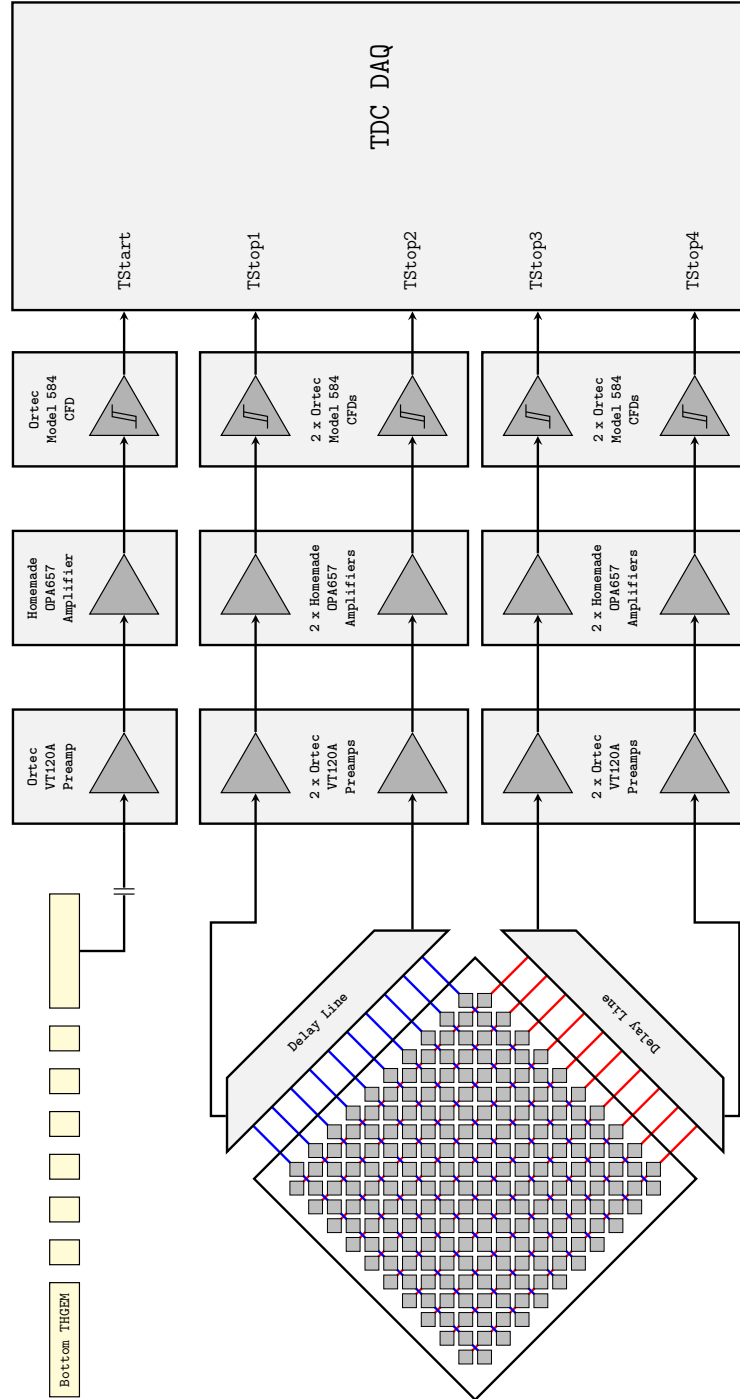 TDC DAQ
TStart
TStop1
TStop2
TStop3
TStop4
Ortec
Model 584
CFD
2 x Ortec
Model 584
CFDs
2 x Ortec
Model 584
CFDs
Homemade
OPA657
Amplifier
2 x Homemade
OPA657
Amplifiers
2 x Homemade
OPA657
Amplifiers
Ortec
VT120A
Preamp
2 x Ortec
VT120A
Preamps
2 x Ortec
VT120A
Preamps
Delay Line
Delay Line
Bottom THGEM